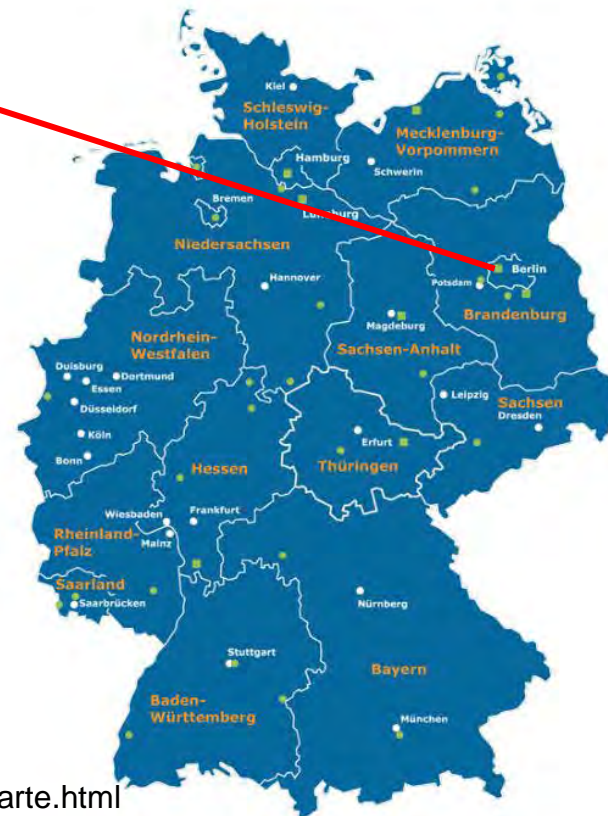 Kiel
Schleswig-
Holstein
Mecklenburg-
Vorpommern
Hamburg
Schwerin
Bremen
Lüneburg
Niedersachsen
Berlin
Hannover
Potsdam
Brandenburg
Magdeburg
Nordrhein-
Westfalen
Sachsen-Anhalt
Duisburg
Dortmund
Essen
Leipzig
Sachsen
Düsseldorf
Dresden
Köln
Erfurt
Bonn
Hessen
Thüringen
Wiesbaden
Frankfurt
Rheinland-
Pfalz
Mainz
Saarland
Saarbrücken
Nürnberg
Stuttgart
Bayern
Baden-
Württemberg
München
arte.html